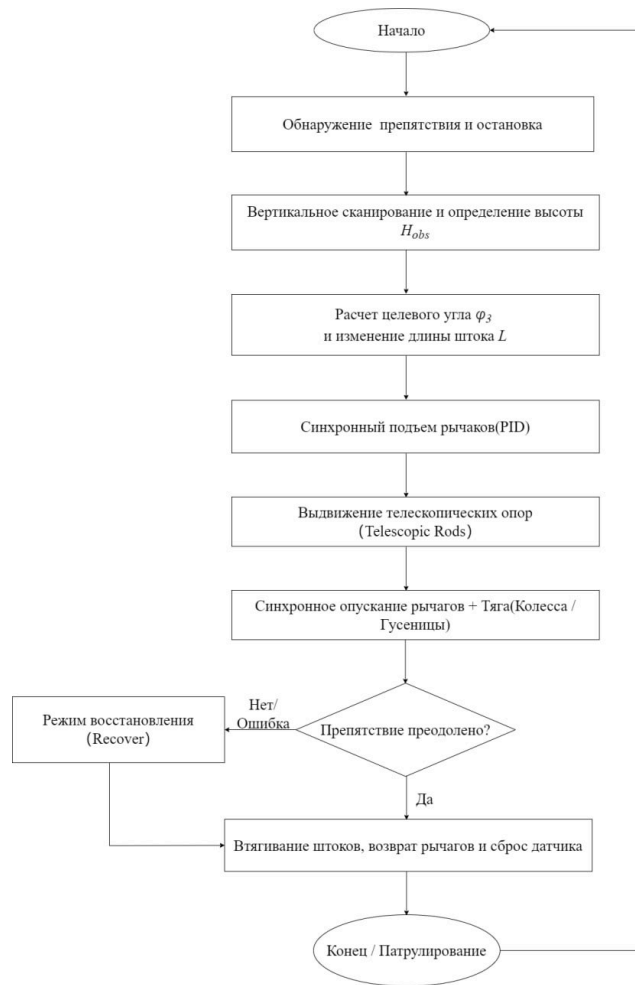 Начало
Обнаружение препятствия и остановка
Вертикальное сканирование и определение высоты
H_obs
Расчет целевого угла φ_3
и изменение длины штока L
Синхронный подъем рычаков(PID)
Выдвижение телескопических опор
(Telescopic Rods)
Синхронное опускание рычагов + Тяга(Колесса /
Гусеницы)
Нет/
Ошибка
Препятствие преодолено?
Режим восстановления
(Recover)
Да
Втягивание штоков, возврат рычагов и сброс датчика
Конец / Патрулирование